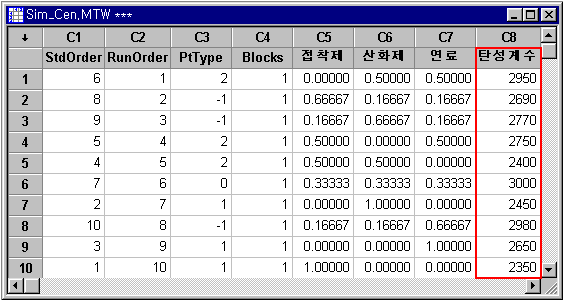 Sim_Cen,MTW ***
↓ C1 C2 C3 C4 C5 C6 C7 C8
StdOrder RunOrder PtType Blocks 접착제 산화제 연료 탄성계수
1 6 1 2 1 0.00000 0.50000 0.50000 2950
2 8 2 -1 1 0.66667 0.16667 0.16667 2690
3 9 3 -1 1 0.16667 0.66667 0.16667 2770
4 5 4 2 1 0.50000 0.00000 0.50000 2750
5 4 5 2 1 0.50000 0.50000 0.00000 2400
6 7 6 0 1 0.33333 0.33333 0.33333 3000
7 2 7 1 1 0.00000 1.00000 0.00000 2450
8 10 8 -1 1 0.16667 0.16667 0.66667 2980
9 3 9 1 1 0.00000 0.00000 1.00000 2650
10 1 10 1 1 1.00000 0.00000 0.00000 2350